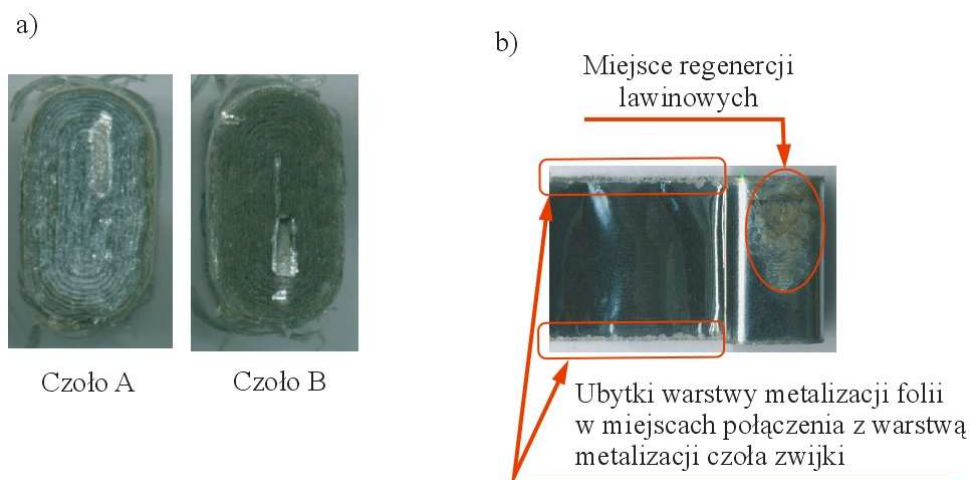 a)
Czoło A
Czoło B
b)
Miejsce regenercji
lawinowych
Ubytki warstwy metalizacji folii
w miejscach połączenia z warstwą
metalizacji czoła zwijki